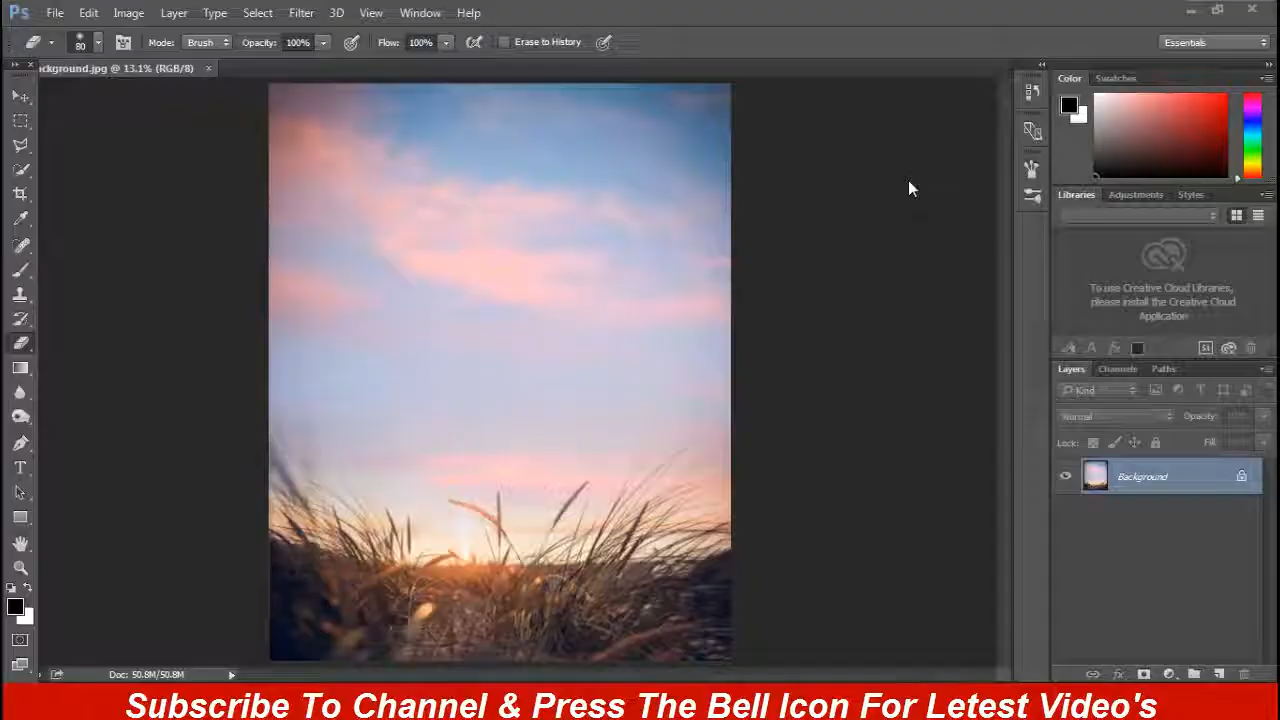 Ps File Edit Image Layer Type Select Filter 3D View Window Help
80 Mode: Brush Opacity: 100% Flow: 100% Erase to History Essentials
ckground.jpg @ 13.1% (RGB/8) ×
Color Swatches
Libraries Adjustments Styles
To use Creative Cloud Libraries,
please install the Creative Cloud
Application
Layers Channels Paths
Kind
Normal Opacity:
Lock: Fill
Background
Doc: 50.8M/50.8M
Subscribe To Channel & Press The Bell Icon For Letest Video's